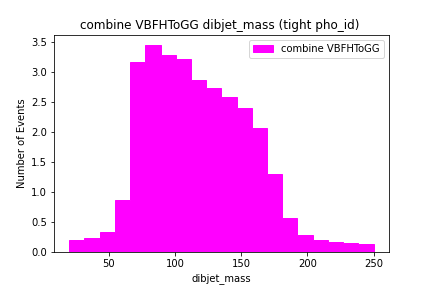 combine VBFHToGG dibjet_mass (tight pho_id)
combine VBFHToGG
3.5
3.0
2.5
2.0
1.5
1.0
0.5
0.0
Number of Events
50 100 150 200 250
dibjet_mass